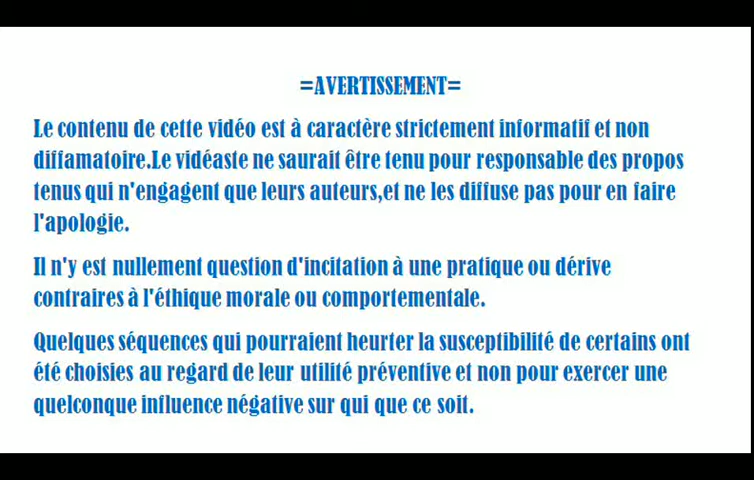 =AVERTISSEMENT=
Le contenu de cette vidéo est à caractère strictement informatif et non
diffamatoire.Le vidéaste ne saurait être tenu pour responsable des propos
tenus qui n'engagent que leurs auteurs,et ne les diffuse pas pour en faire
l'apologie.
Il n'y est nullement question d'incitation à une pratique ou dérive
contraires à l'éthique morale ou comportementale.
Quelques séquences qui pourraient heurter la susceptibilité de certains ont
été choisies au regard de leur utilité préventive et non pour exercer une
quelconque influence négative sur qui que ce soit.